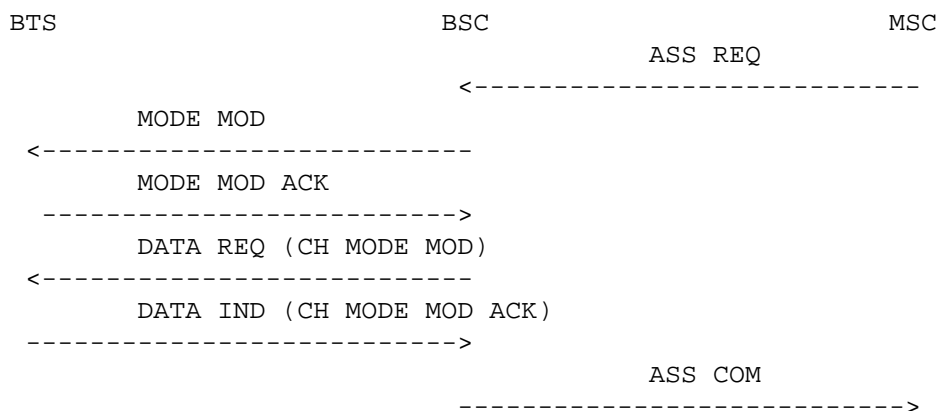 BTS BSC MSC
ASS REQ
<-----------------------------
MODE MOD
<---------------------------
MODE MOD ACK
-------------------------->
DATA REQ (CH MODE MOD)
<---------------------------
DATA IND (CH MODE MOD ACK)
--------------------------->
ASS COM
---------------------------->